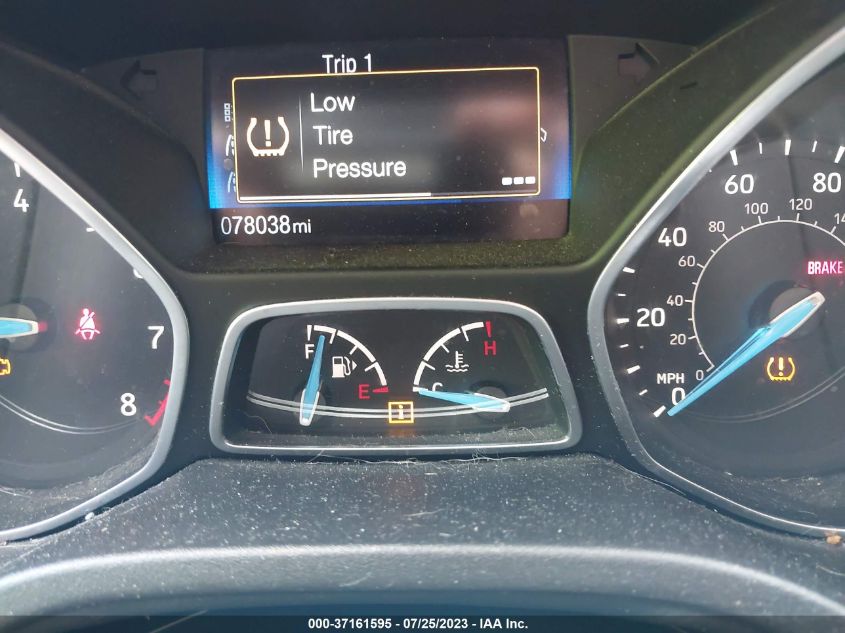 Trip 1
Low
Tire
Pressure
078038mi
4
7
8
F
E
H
C
i
0
20
40
60
80
MPH
0
20
40
60
80
100
120
BRAKE
000-37161595 - 07/25/2023 - IAA Inc.